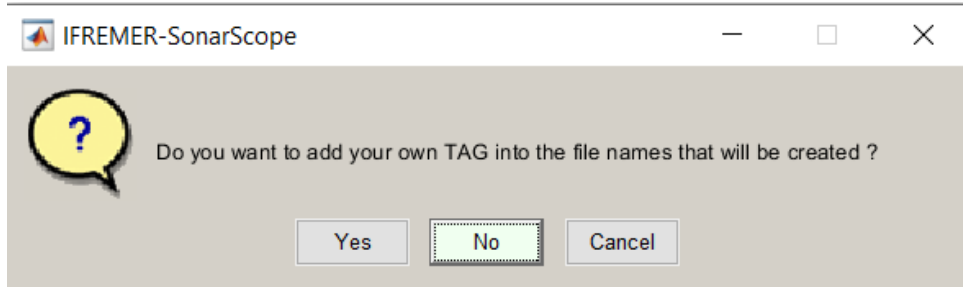 IFREMER-SonarScope
?
Do you want to add your own TAG into the file names that will be created ?
Yes No Cancel